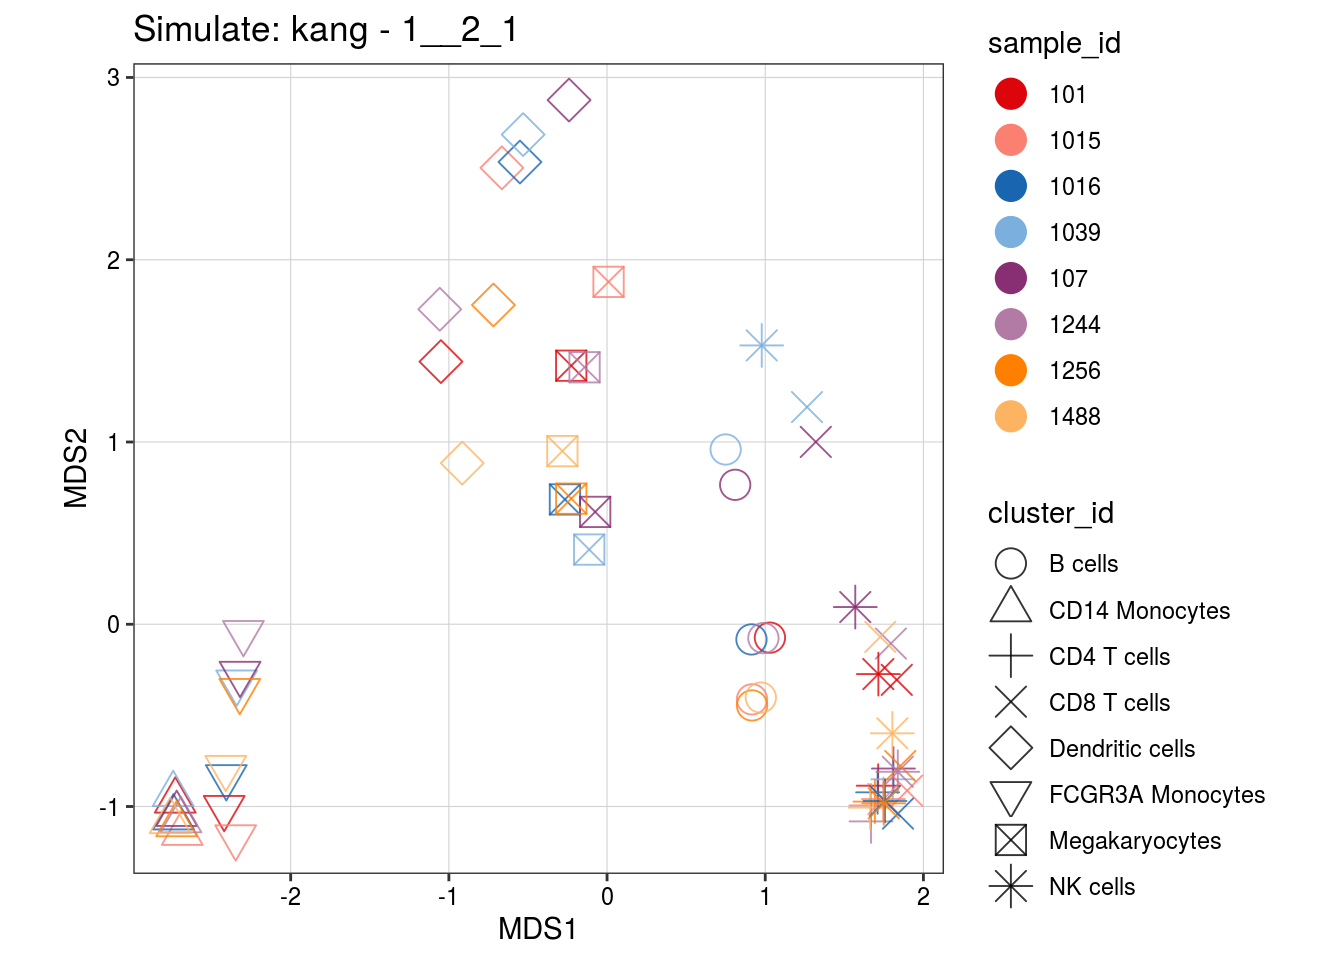 Simulate: kang - 1__2_1
3
2
1
0
-1
-2
-1
0
1
2
MDS1
MDS2
sample_id
101
1015
1016
1039
107
1244
1256
1488
cluster_id
B cells
CD14 Monocytes
CD4 T cells
CD8 T cells
Dendritic cells
FCGR3A Monocytes
Megakaryocytes
NK cells